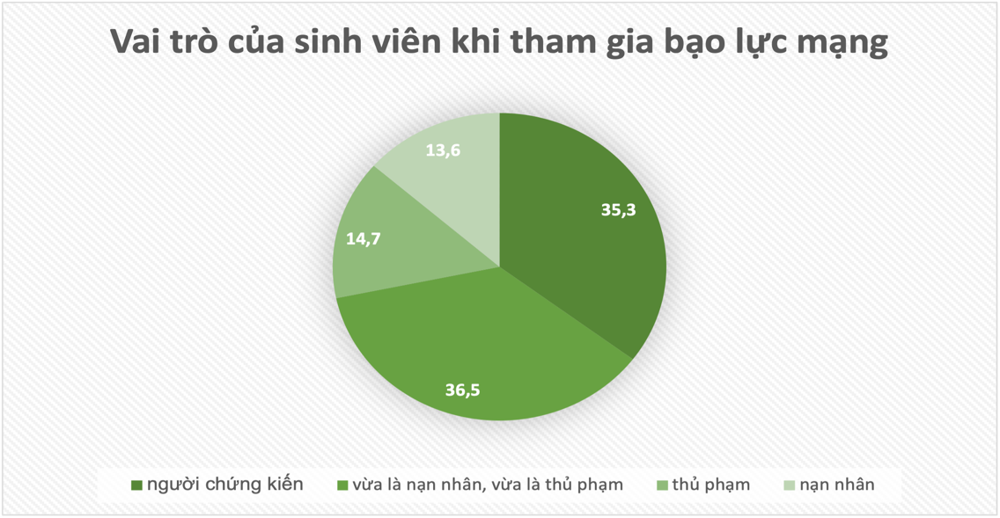 Vai trò của sinh viên khi tham gia bạo lực mạng
13,6
35,3
14,7
36,5
người chứng kiến
vừa là nạn nhân, vừa là thủ phạm
thủ phạm
nạn nhân